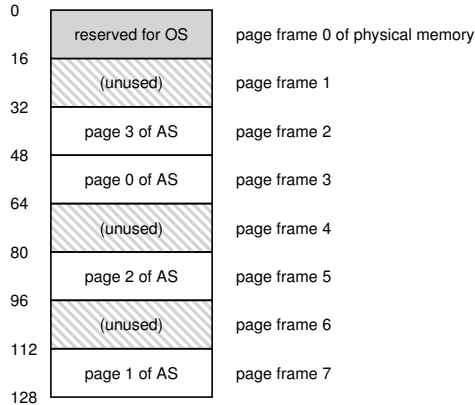 0
reserved for OS page frame 0 of physical memory
16
(unused) page frame 1
32
page 3 of AS page frame 2
48
page 0 of AS page frame 3
64
(unused) page frame 4
80
page 2 of AS page frame 5
96
(unused) page frame 6
112
page 1 of AS page frame 7
128